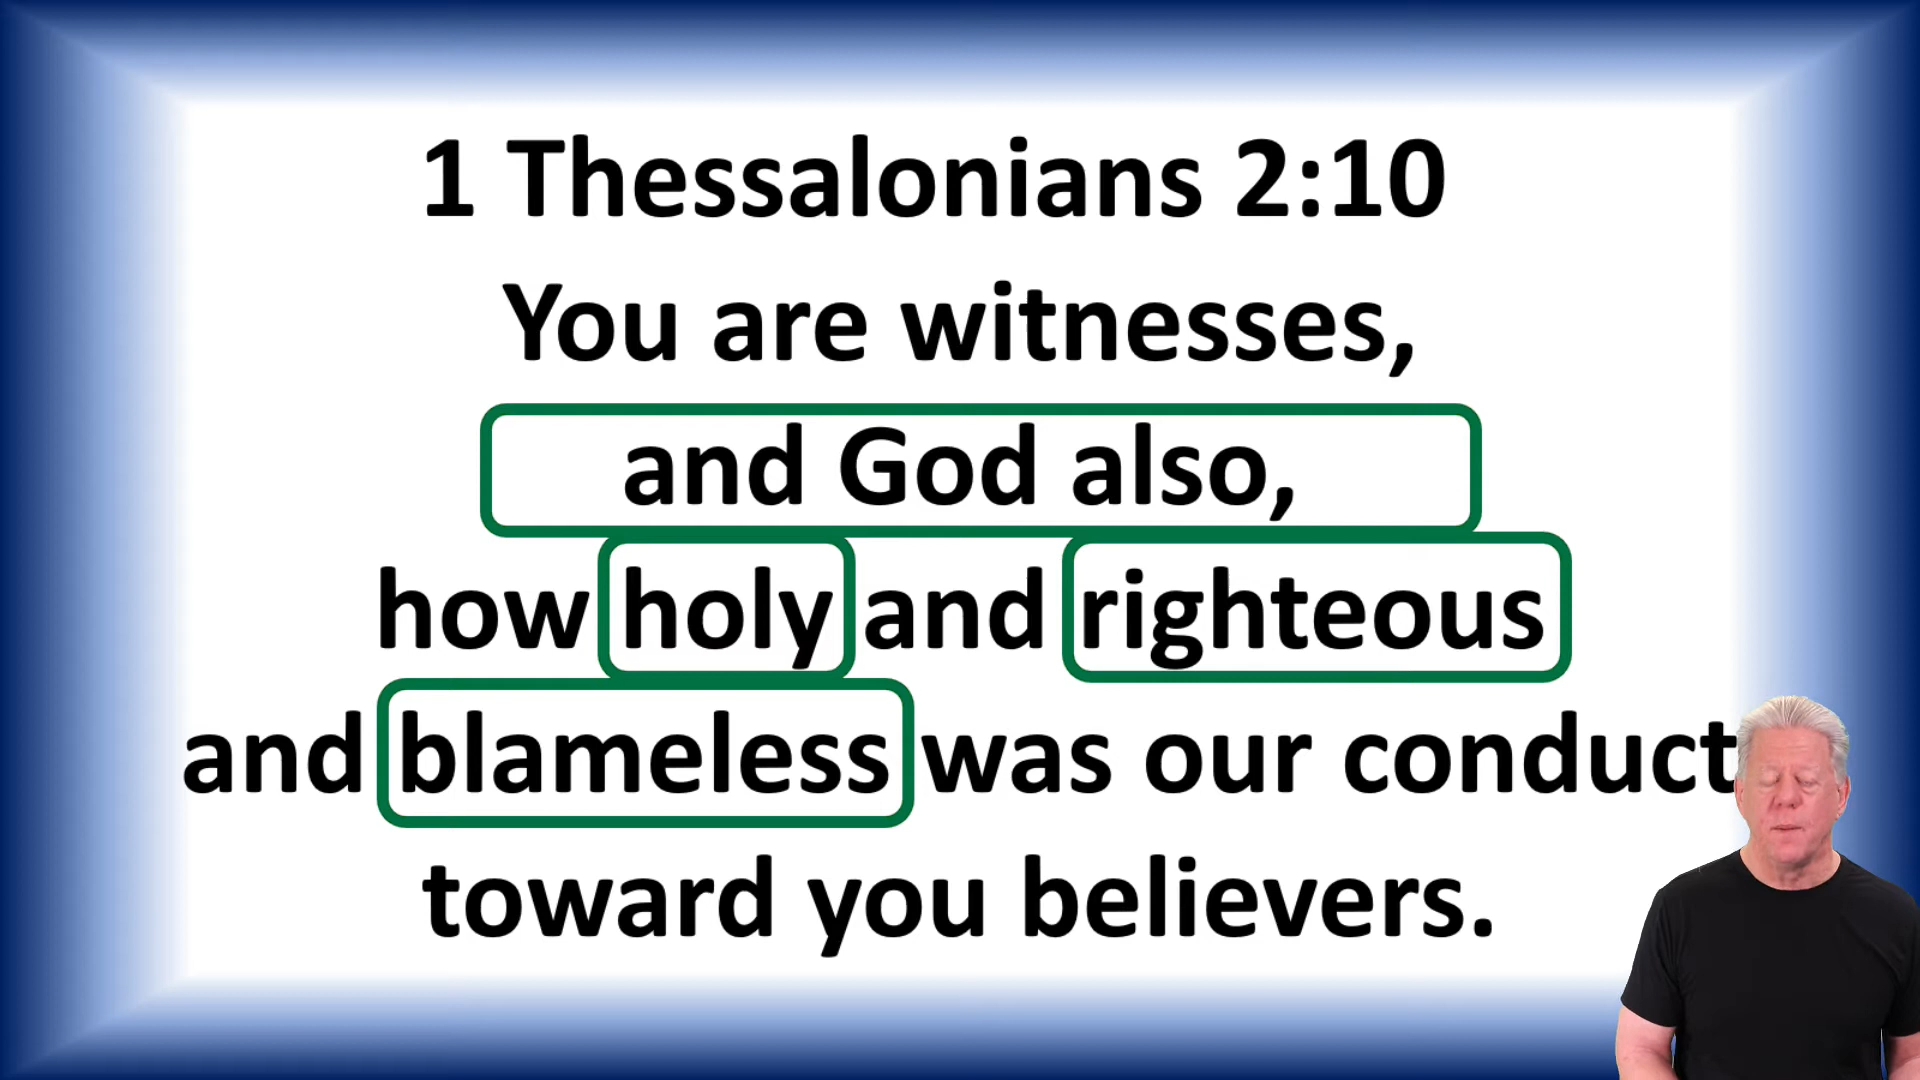 1 Thessalonians 2:10
You are witnesses,
and God also,
how holy and righteous
and blameless was our conduct
toward you believers.